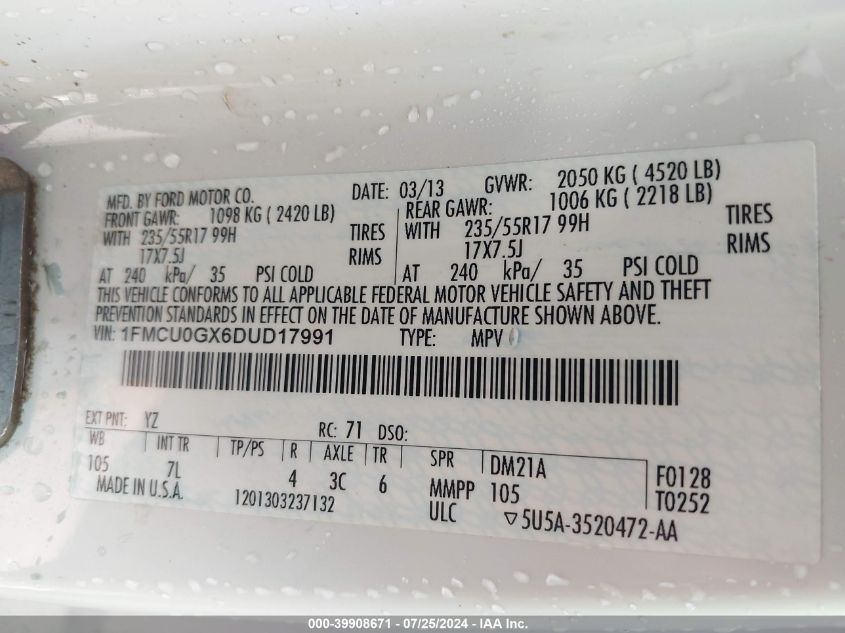 MFD. BY FORD MOTOR CO. DATE: 03/13 GVWR: 2050 KG ( 4520 LB)
FRONT GAWR: 1098 KG ( 2420 LB) REAR GAWR: 1006 KG ( 2218 LB)
WITH 235/55R17 99H TIRES WITH 235/55R17 99H TIRES
17X7.5J RIMS 17X7.5J RIMS
AT 240 kPa/ 35 PSI COLD AT 240 kPa/ 35 PSI COLD
THIS VEHICLE CONFORMS TO ALL APPLICABLE FEDERAL MOTOR VEHICLE SAFETY AND THEFT
PREVENTION STANDARDS IN EFFECT ON THE DATE OF MANUFACTURE SHOWN ABOVE.
VIN: 1FMCU0GX6DUD17991 TYPE: MPV
EXT PNT: YZ RC: 71 DSO:
WB INT TR TP/PS R AXLE TR SPR DM21A F0128
105 7L 4 3C 6 MMPP 105 T0252
MADE IN U.S.A. 1201303237132 ULC ▽5U5A-3520472-AA
000-39908671 / 07/25/2024 - IAA Inc.